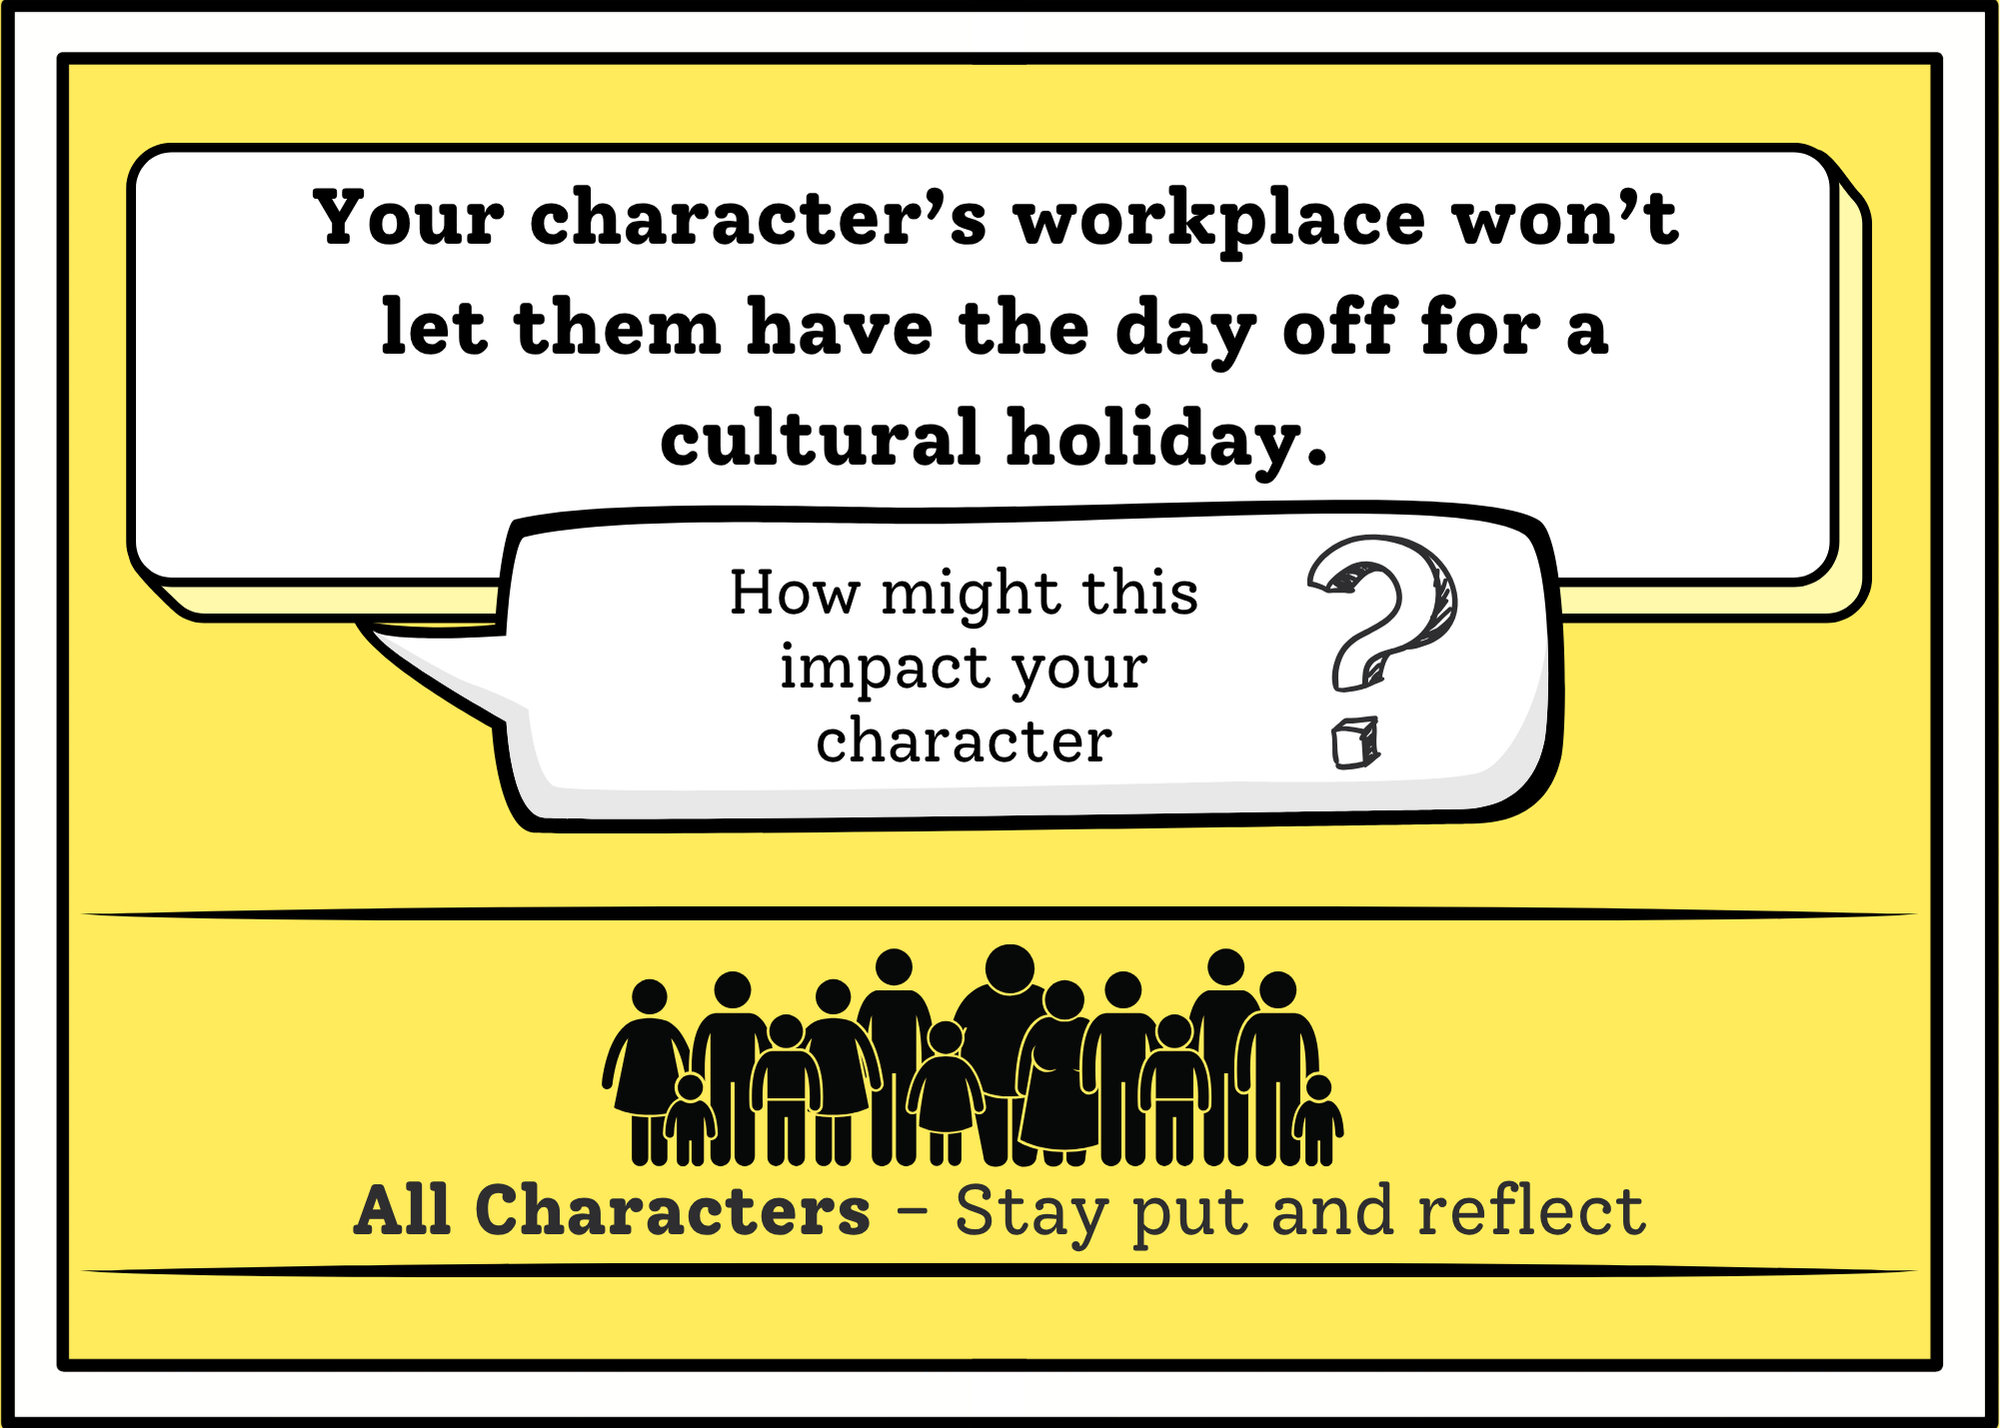 Your character’s workplace won’t
let them have the day off for a
cultural holiday.
How might this
impact your
character
?
All Characters – Stay put and reflect